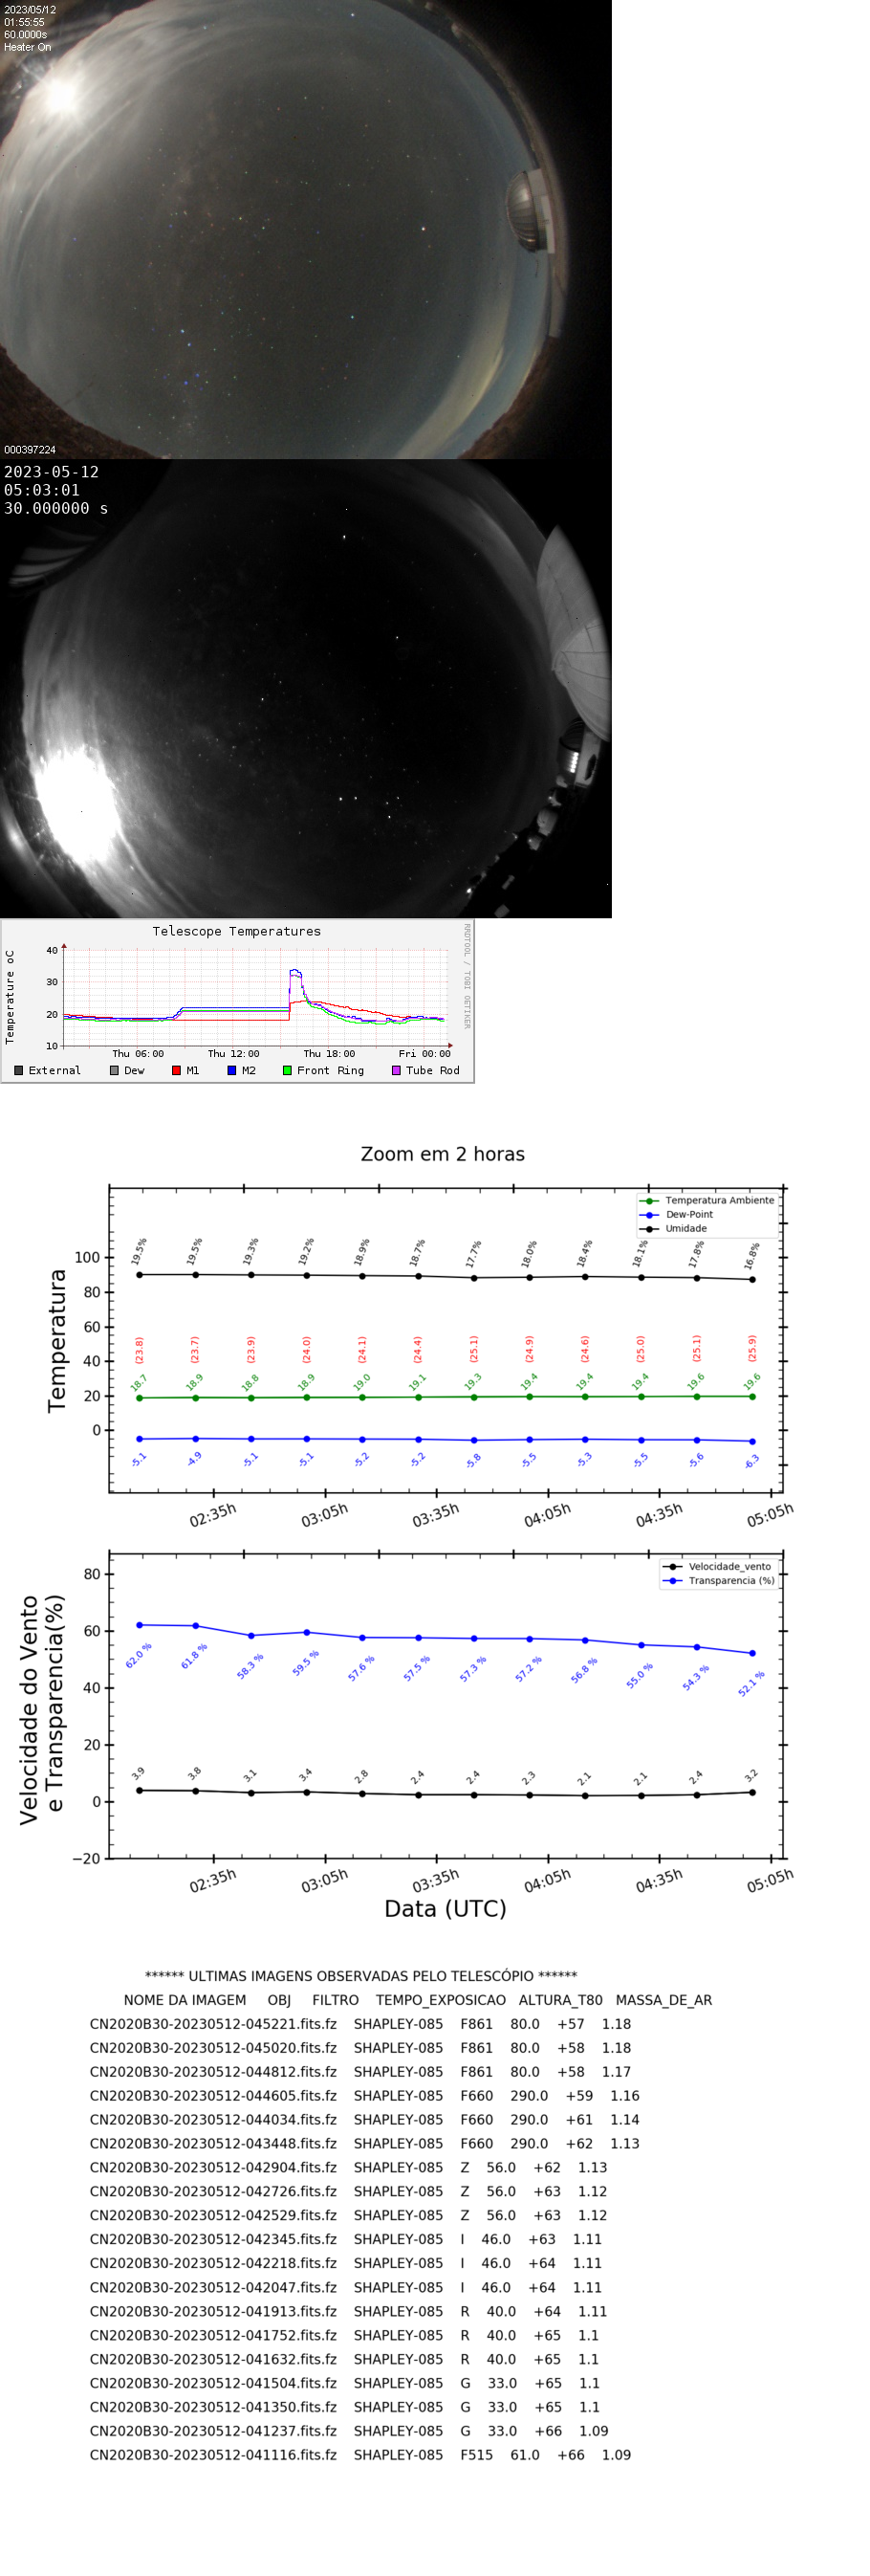 2023/05/12
01:55:55
60.0000s
Heater On
000397224
2023-05-12
05:03:01
30.000000 s
Telescope Temperatures
RRDTOOL / TOBI OETIKER
Temperature oC
40
30
20
10
Thu 06:00 Thu 12:00 Thu 18:00 Fri 00:00
External Dew M1 M2 Front Ring Tube Rod
Zoom em 2 horas
Temperatura Ambiente
Dew-Point
Umidade
Temperatura
100
80
60
40
20
0
19.5% 19.5% 19.3% 19.2% 18.9% 18.7% 17.7% 18.0% 18.4% 18.1% 17.8% 16.8%
(23.8) (23.7) (23.9) (24.0) (24.1) (24.4) (25.1) (24.9) (24.6) (25.0) (25.1) (25.9)
18.7 18.9 18.8 18.9 19.0 19.1 19.3 19.4 19.4 19.4 19.6 19.6
-5.1 -4.9 -5.1 -5.1 -5.2 -5.2 -5.8 -5.5 -5.3 -5.5 -5.6 -6.3
02:35h 03:05h 03:35h 04:05h 04:35h 05:05h
Velocidade_vento
Transparencia (%)
Velocidade do Vento
e Transparencia(%)
80
60
40
20
0
−20
62.0 % 61.8 % 58.3 % 59.5 % 57.6 % 57.5 % 57.3 % 57.2 % 56.8 % 55.0 % 54.3 % 52.1 %
3.9 3.8 3.1 3.4 2.8 2.4 2.4 2.3 2.1 2.1 2.4 3.2
02:35h 03:05h 03:35h 04:05h 04:35h 05:05h
Data (UTC)
****** ULTIMAS IMAGENS OBSERVADAS PELO TELESCÓPIO ******
NOME DA IMAGEM OBJ FILTRO TEMPO_EXPOSICAO ALTURA_T80 MASSA_DE_AR
CN2020B30-20230512-045221.fits.fz SHAPLEY-085 F861 80.0 +57 1.18
CN2020B30-20230512-045020.fits.fz SHAPLEY-085 F861 80.0 +58 1.18
CN2020B30-20230512-044812.fits.fz SHAPLEY-085 F861 80.0 +58 1.17
CN2020B30-20230512-044605.fits.fz SHAPLEY-085 F660 290.0 +59 1.16
CN2020B30-20230512-044034.fits.fz SHAPLEY-085 F660 290.0 +61 1.14
CN2020B30-20230512-043448.fits.fz SHAPLEY-085 F660 290.0 +62 1.13
CN2020B30-20230512-042904.fits.fz SHAPLEY-085 Z 56.0 +62 1.13
CN2020B30-20230512-042726.fits.fz SHAPLEY-085 Z 56.0 +63 1.12
CN2020B30-20230512-042529.fits.fz SHAPLEY-085 Z 56.0 +63 1.12
CN2020B30-20230512-042345.fits.fz SHAPLEY-085 I 46.0 +63 1.11
CN2020B30-20230512-042218.fits.fz SHAPLEY-085 I 46.0 +64 1.11
CN2020B30-20230512-042047.fits.fz SHAPLEY-085 I 46.0 +64 1.11
CN2020B30-20230512-041913.fits.fz SHAPLEY-085 R 40.0 +64 1.11
CN2020B30-20230512-041752.fits.fz SHAPLEY-085 R 40.0 +65 1.1
CN2020B30-20230512-041632.fits.fz SHAPLEY-085 R 40.0 +65 1.1
CN2020B30-20230512-041504.fits.fz SHAPLEY-085 G 33.0 +65 1.1
CN2020B30-20230512-041350.fits.fz SHAPLEY-085 G 33.0 +65 1.1
CN2020B30-20230512-041237.fits.fz SHAPLEY-085 G 33.0 +66 1.09
CN2020B30-20230512-041116.fits.fz SHAPLEY-085 F515 61.0 +66 1.09